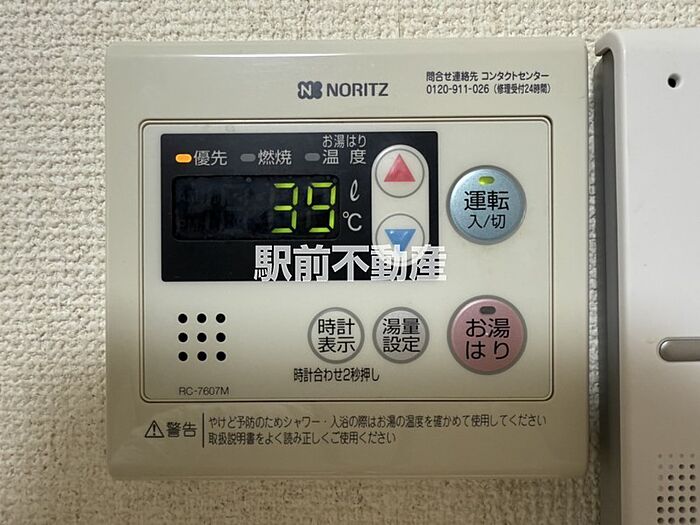 NORITZ
問合せ連絡先 コンタクトセンター
0120-911-026（修理受付24時間）
お湯はり
優先 燃焼 温度
39 ℓ
℃
運転
入/切
駅前不動産
時計
表示
湯量
設定
お湯
はり
時計合わせ2秒押し
RC-7607M
警告
やけど予防のためシャワー・入浴の際はお湯の温度を確かめて使用してください
取扱説明書をよく読み正しくご使用ください